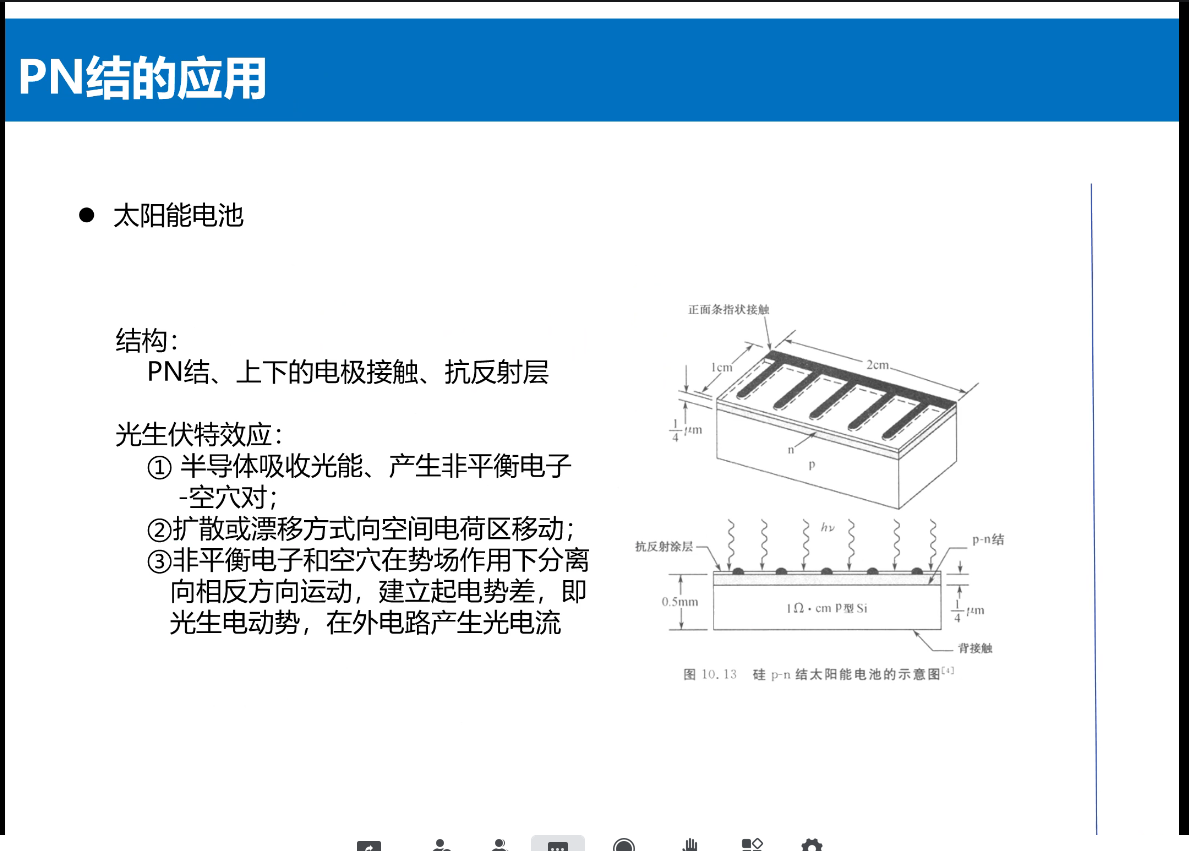 PN结的应用
● 太阳能电池
结构：
PN结、上下的电极接触、抗反射层
光生伏特效应：
① 半导体吸收光能、产生非平衡电子
-空穴对；
②扩散或漂移方式向空间电荷区移动；
③非平衡电子和空穴在势场作用下分离
向相反方向运动，建立起电势差，即
光生电动势，在外电路产生光电流
正面条指状接触
1cm
2cm
1/4 μm
n
p
hν
抗反射涂层
p-n结
0.5mm
1Ω·cm P型 Si
1/4 μm
背接触
图 10.13 硅 p-n 结太阳能电池的示意图[4]